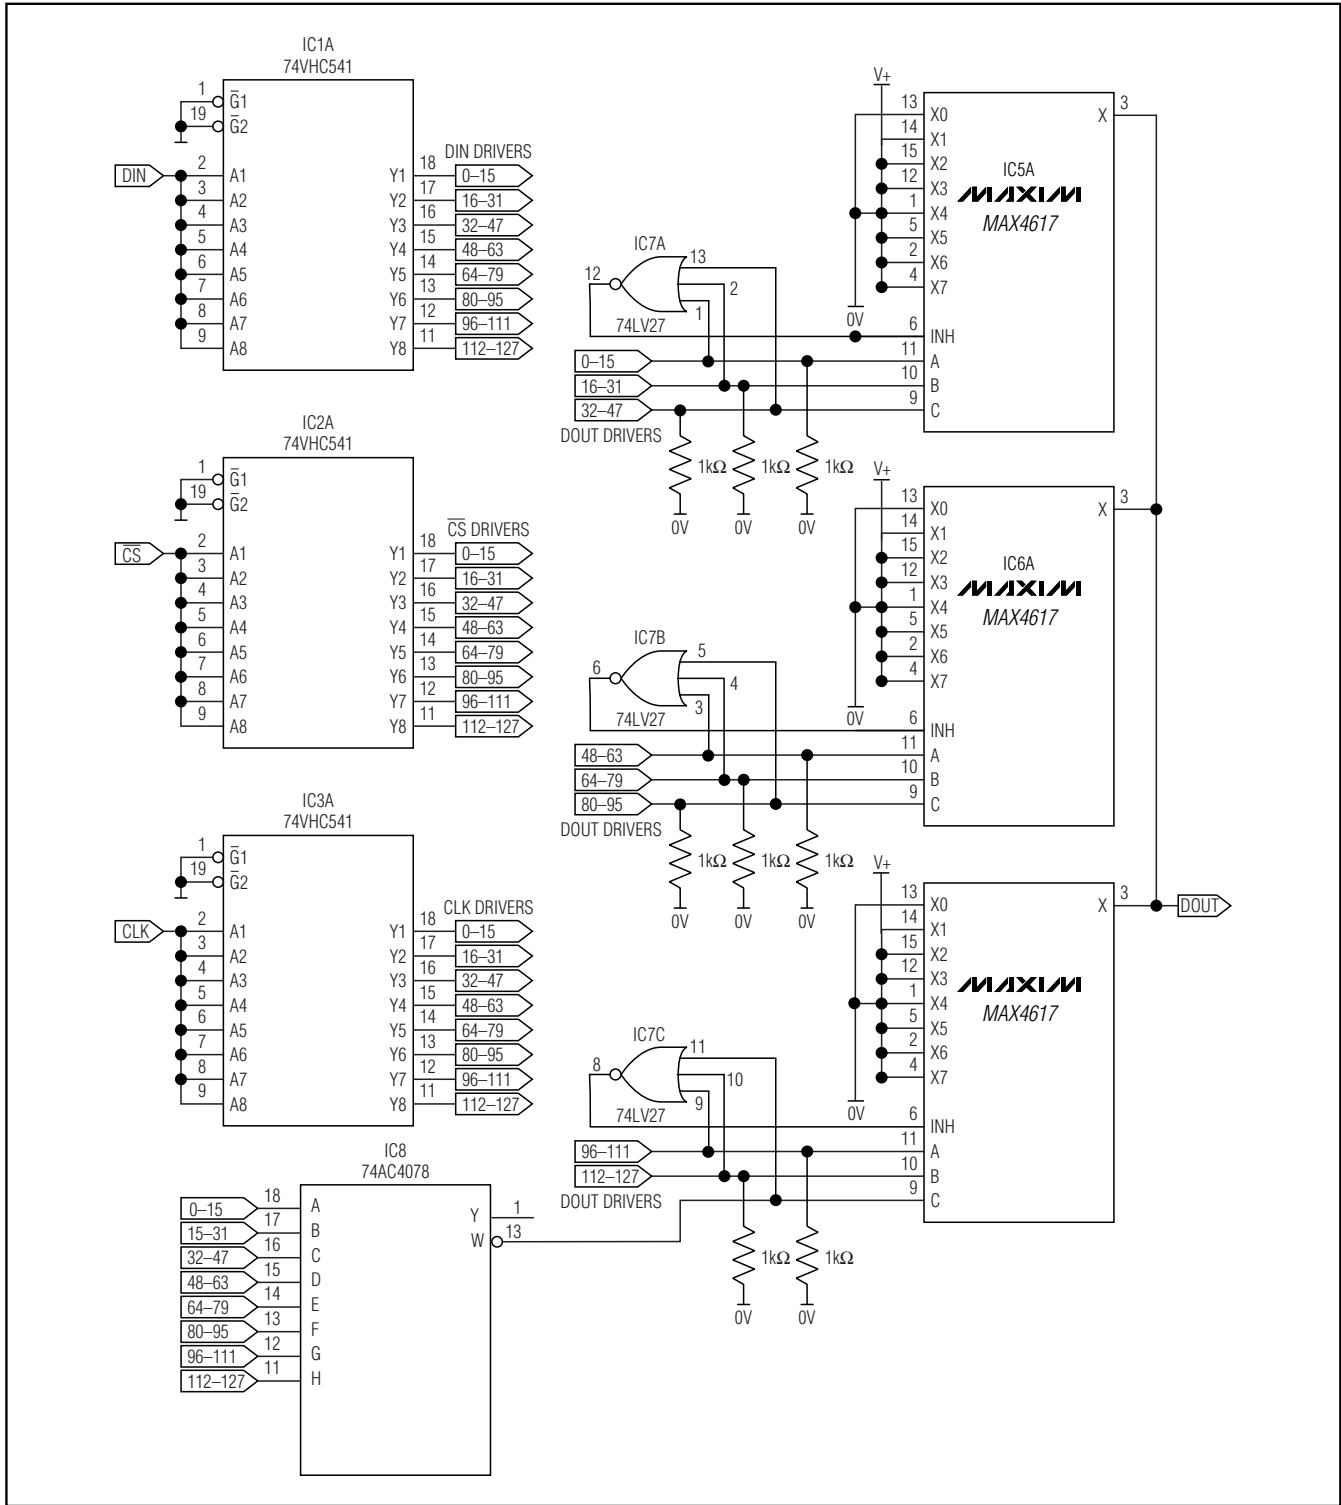 IC1A
74VHC541
1 G̅1
19 G̅2
DIN
2 A1
3 A2
4 A3
5 A4
6 A5
7 A6
8 A7
9 A8
DIN DRIVERS
Y1 18 0–15
Y2 17 16–31
Y3 16 32–47
Y4 15 48–63
Y5 14 64–79
Y6 13 80–95
Y7 12 96–111
Y8 11 112–127
IC2A
74VHC541
1 G̅1
19 G̅2
C̅S̅
2 A1
3 A2
4 A3
5 A4
6 A5
7 A6
8 A7
9 A8
C̅S̅ DRIVERS
Y1 18 0–15
Y2 17 16–31
Y3 16 32–47
Y4 15 48–63
Y5 14 64–79
Y6 13 80–95
Y7 12 96–111
Y8 11 112–127
IC3A
74VHC541
1 G̅1
19 G̅2
CLK
2 A1
3 A2
4 A3
5 A4
6 A5
7 A6
8 A7
9 A8
CLK DRIVERS
Y1 18 0–15
Y2 17 16–31
Y3 16 32–47
Y4 15 48–63
Y5 14 64–79
Y6 13 80–95
Y7 12 96–111
Y8 11 112–127
IC8
74AC4078
0–15 18 A
15–31 17 B
32–47 16 C
48–63 15 D
64–79 14 E
80–95 13 F
96–111 12 G
112–127 11 H
Y 1
W 13
V+
13 X0
14 X1
15 X2
12 X3
1 X4
5 X5
2 X6
4 X7
0V
6 INH
11 A
10 B
9 C
X 3
IC5A
MAXIM
MAX4617
IC7A
12 13
2
1
74LV27
0–15
16–31
32–47
DOUT DRIVERS
1kΩ 1kΩ 1kΩ
0V 0V 0V
V+
13 X0
14 X1
15 X2
12 X3
1 X4
5 X5
2 X6
4 X7
0V
6 INH
11 A
10 B
9 C
X 3
IC6A
MAXIM
MAX4617
IC7B
6 5
4
3
74LV27
48–63
64–79
80–95
DOUT DRIVERS
1kΩ 1kΩ 1kΩ
0V 0V 0V
V+
13 X0
14 X1
15 X2
12 X3
1 X4
5 X5
2 X6
4 X7
0V
6 INH
11 A
10 B
9 C
X 3
DOUT
MAXIM
MAX4617
IC7C
8 11
10
9
74LV27
96–111
112–127
DOUT DRIVERS
1kΩ 1kΩ
0V 0V